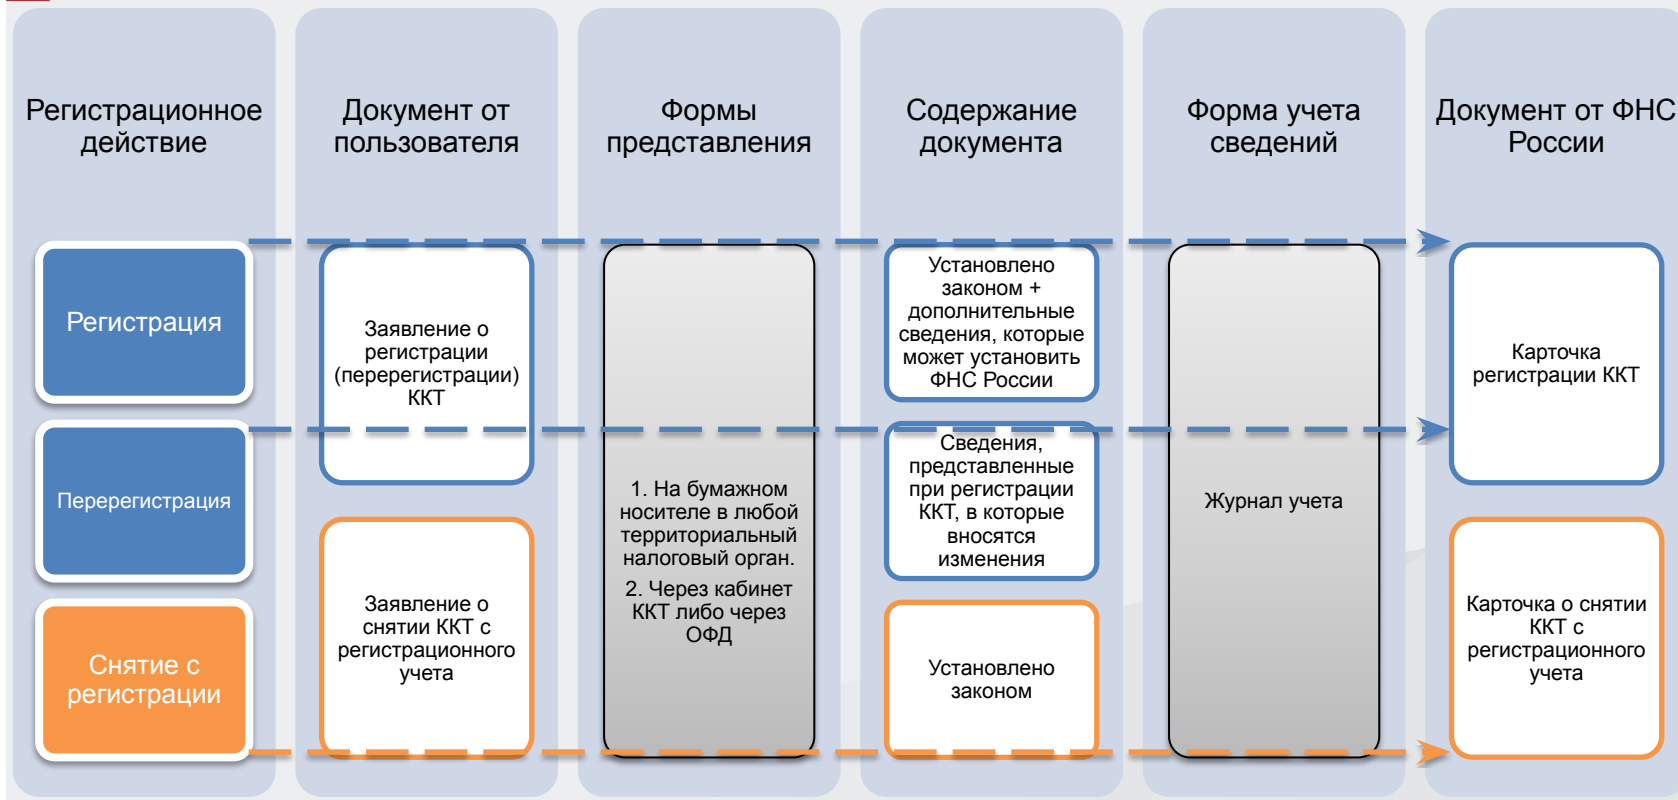 Регистрационное
действие
Документ от
пользователя
Формы
представления
Содержание
документа
Форма учета
сведений
Документ от ФНС
России
Регистрация
Перерегистрация
Снятие с
регистрации
Заявление о
регистрации
(перерегистрации)
ККТ
Заявление о
снятии ККТ с
регистрационного
учета
1. На бумажном
носителе в любой
территориальный
налоговый орган.
2. Через кабинет
ККТ либо через
ОФД
Установлено
законом +
дополнительные
сведения, которые
может установить
ФНС России
Сведения,
представленные
при регистрации
ККТ, в которые
вносятся
изменения
Установлено
законом
Журнал учета
Карточка
регистрации ККТ
Карточка о снятии
ККТ с
регистрационного
учета